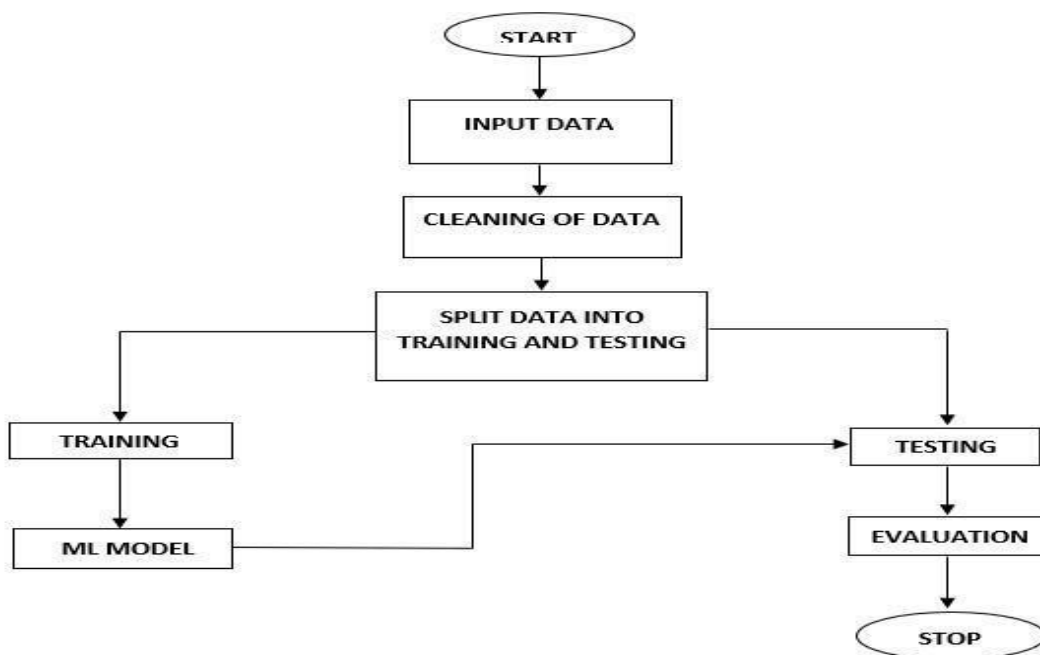 START
INPUT DATA
CLEANING OF DATA
SPLIT DATA INTO
TRAINING AND TESTING
TRAINING
TESTING
ML MODEL
EVALUATION
STOP